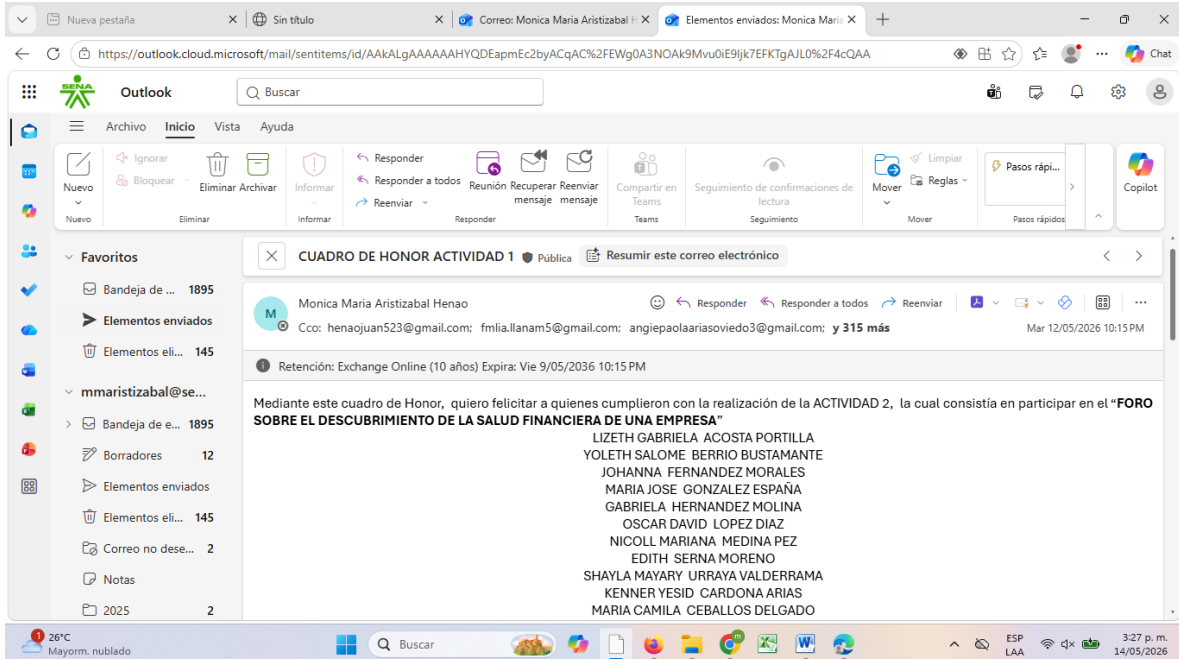 Nueva pestaña
Sin título
Correo: Monica Maria Aristizabal H
Elementos enviados: Monica Maria
https://outlook.cloud.microsoft/mail/sentitems/id/AAkALgAAAAAAHYQDEapmEc2byACqAC%2FEWg0A3NOAk9Mvu0iE9Ijk7EFKTgAJL0%2F4cQAA
Chat
SENA
Outlook
Buscar
Archivo Inicio Vista Ayuda
Nuevo
Nuevo
Ignorar
Bloquear
Eliminar
Archivar
Eliminar
Informar
Informar
Responder
Responder a todos
Reenviar
Reunión
Recuperar mensaje
Reenviar mensaje
Responder
Compartir en Teams
Teams
Seguimiento de confirmaciones de lectura
Seguimiento
Mover
Limpiar
Reglas
Mover
Pasos rápi...
Pasos rápidos
Copilot
Favoritos
Bandeja de ... 1895
Elementos enviados
Elementos eli... 145
mmaristizabal@se...
Bandeja de e... 1895
Borradores 12
Elementos enviados
Elementos eli... 145
Correo no dese... 2
Notas
2025 2
CUADRO DE HONOR ACTIVIDAD 1 Pública Resumir este correo electrónico
M
Monica Maria Aristizabal Henao
Responder Responder a todos Reenviar
Cco: henaojuan523@gmail.com; fmlia.llanam5@gmail.com; angiepaolaariasoviedo3@gmail.com; y 315 más
Mar 12/05/2026 10:15 PM
Retención: Exchange Online (10 años) Expira: Vie 9/05/2036 10:15 PM
Mediante este cuadro de Honor, quiero felicitar a quienes cumplieron con la realización de la ACTIVIDAD 2, la cual consistía en participar en el “FORO
SOBRE EL DESCUBRIMIENTO DE LA SALUD FINANCIERA DE UNA EMPRESA”
LIZETH GABRIELA ACOSTA PORTILLA
YOLETH SALOME BERRIO BUSTAMANTE
JOHANNA FERNANDEZ MORALES
MARIA JOSE GONZALEZ ESPAÑA
GABRIELA HERNANDEZ MOLINA
OSCAR DAVID LOPEZ DIAZ
NICOLL MARIANA MEDINA PEZ
EDITH SERNA MORENO
SHAYLA MAYARY URRAYA VALDERRAMA
KENNER YESID CARDONA ARIAS
MARIA CAMILA CEBALLOS DELGADO
1
26°C
Mayorm. nublado
Buscar
ESP
LAA
3:27 p. m.
14/05/2026